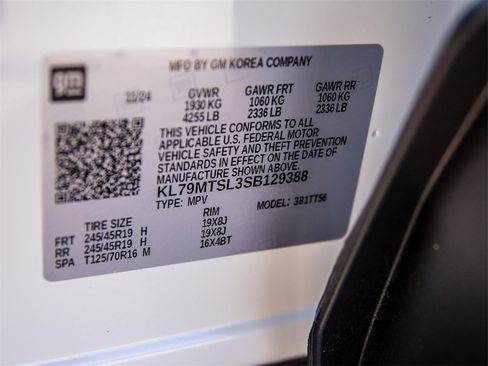 MFD BY GM KOREA COMPANY
gm
11/24 GVWR GAWR FRT GAWR RR
1930 KG 1060 KG 1060 KG
4255 LB 2336 LB 2336 LB
THIS VEHICLE CONFORMS TO ALL
APPLICABLE U.S. FEDERAL MOTOR
VEHICLE SAFETY AND THEFT PREVENTION
STANDARDS IN EFFECT ON THE DATE OF
MANUFACTURE SHOWN ABOVE.
KL79MTSL3SB129388
TYPE: MPV MODEL: 381TT56
TIRE SIZE RIM
FRT 245/45R19 H 19X8J
RR 245/45R19 H 19X8J
SPA T125/70R16 M 16X4BT